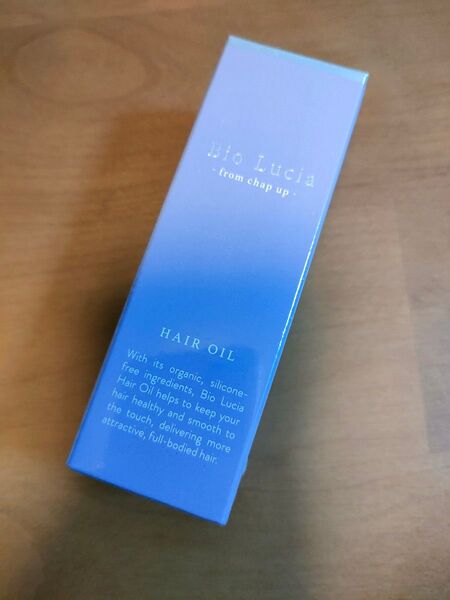 Bio Lucia
- from chap up -
HAIR OIL
With its organic, silicone-
free ingredients, Bio Lucia
Hair Oil helps to keep your
hair healthy and smooth to
the touch, delivering more
attractive, full-bodied hair.